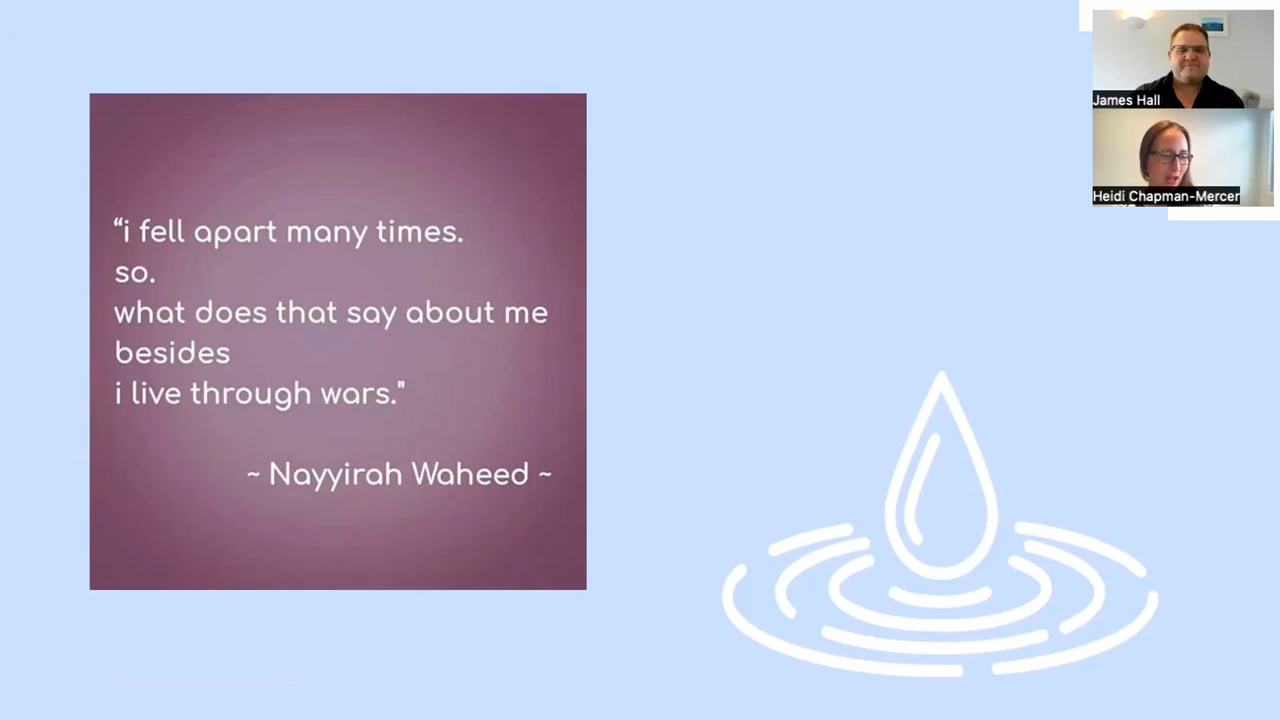 “i fell apart many times.
so.
what does that say about me
besides
i live through wars."
~ Nayyirah Waheed ~
James Hall
Heidi Chapman-Mercer